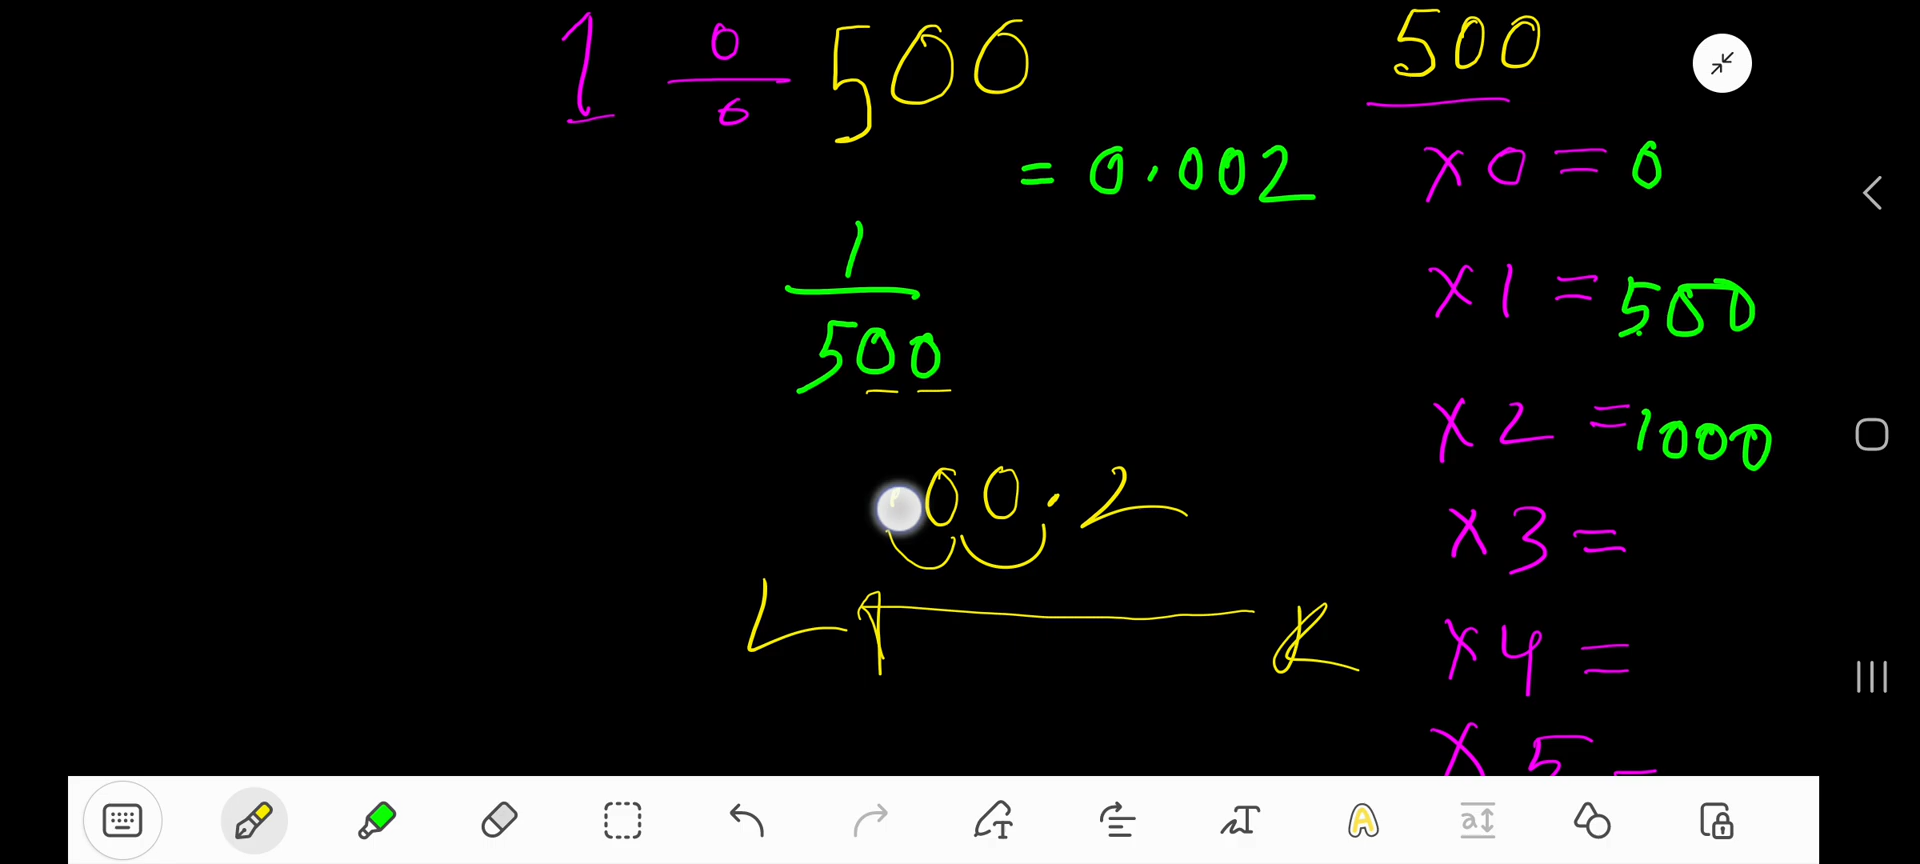 1 0/6 500
= 0.002
1/500
00.2
L R
500
x0=0
x1=500
x2=1000
x3=
x4=
x5=